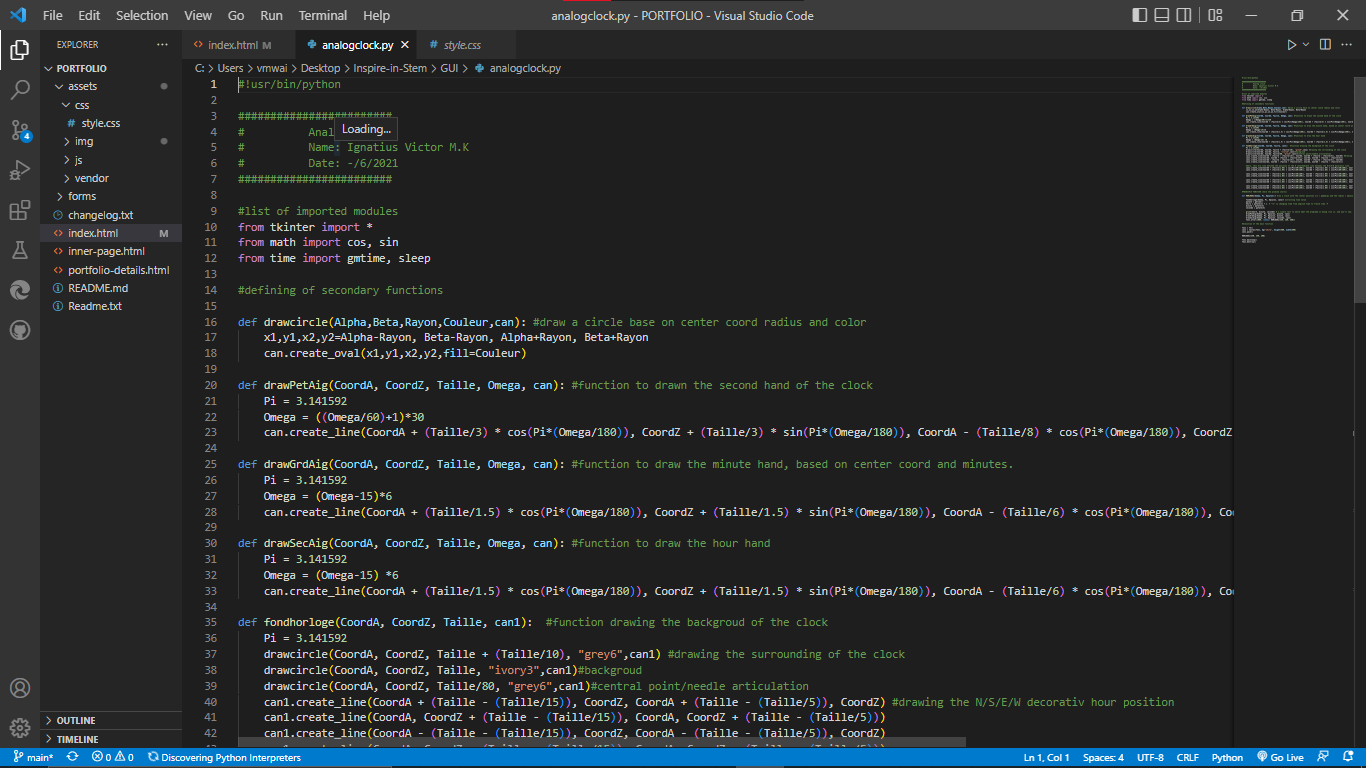 File Edit Selection View Go Run Terminal Help analogclock.py - PORTFOLIO - Visual Studio Code
EXPLORER
index.html M
analogclock.py
style.css
PORTFOLIO
assets
css
style.css
img
js
vendor
forms
changelog.txt
index.html M
inner-page.html
portfolio-details.html
README.md
Readme.txt
OUTLINE
TIMELINE
4
C: > Users > vmwai > Desktop > Inspire-in-Stem > GUI > analogclock.py
1 #!usr/bin/python
2
3 ########################
4 # Anal
Loading...
5 # Name: Ignatius Victor M.K
6 # Date: -/6/2021
7 ########################
8
9 #list of imported modules
10 from tkinter import *
11 from math import cos, sin
12 from time import gmtime, sleep
13
14 #defining of secondary functions
15
16 def drawcircle(Alpha,Beta,Rayon,Couleur,can): #draw a circle base on center coord radius and color
17 x1,y1,x2,y2=Alpha-Rayon, Beta-Rayon, Alpha+Rayon, Beta+Rayon
18 can.create_oval(x1,y1,x2,y2,fill=Couleur)
19
20 def drawPetAig(CoordA, CoordZ, Taille, Omega, can): #function to drawn the second hand of the clock
21 Pi = 3.141592
22 Omega = ((Omega/60)+1)*30
23 can.create_line(CoordA + (Taille/3) * cos(Pi*(Omega/180)), CoordZ + (Taille/3) * sin(Pi*(Omega/180)), CoordA - (Taille/8) * cos(Pi*(Omega/180)), CoordZ
24
25 def drawGrdAig(CoordA, CoordZ, Taille, Omega, can): #function to draw the minute hand, based on center coord and minutes.
26 Pi = 3.141592
27 Omega = (Omega-15)*6
28 can.create_line(CoordA + (Taille/1.5) * cos(Pi*(Omega/180)), CoordZ + (Taille/1.5) * sin(Pi*(Omega/180)), CoordA - (Taille/6) * cos(Pi*(Omega/180)), Co
29
30 def drawSecAig(CoordA, CoordZ, Taille, Omega, can): #function to draw the hour hand
31 Pi = 3.141592
32 Omega = (Omega-15) *6
33 can.create_line(CoordA + (Taille/1.5) * cos(Pi*(Omega/180)), CoordZ + (Taille/1.5) * sin(Pi*(Omega/180)), CoordA - (Taille/6) * cos(Pi*(Omega/180)), Co
34
35 def fondhorloge(CoordA, CoordZ, Taille, can1): #function drawing the backgroud of the clock
36 Pi = 3.141592
37 drawcircle(CoordA, CoordZ, Taille + (Taille/10), "grey6",can1) #drawing the surrounding of the clock
38 drawcircle(CoordA, CoordZ, Taille, "ivory3",can1)#backgroud
39 drawcircle(CoordA, CoordZ, Taille/80, "grey6",can1)#central point/needle articulation
40 can1.create_line(CoordA + (Taille - (Taille/15)), CoordZ, CoordA + (Taille - (Taille/5)), CoordZ) #drawing the N/S/E/W decorativ hour position
41 can1.create_line(CoordA, CoordZ + (Taille - (Taille/15)), CoordA, CoordZ + (Taille - (Taille/5)))
42 can1.create_line(CoordA - (Taille - (Taille/15)), CoordZ, CoordA - (Taille - (Taille/5)), CoordZ)
main* 0 0 Discovering Python Interpreters Ln 1, Col 1 Spaces: 4 UTF-8 CRLF Python Go Live